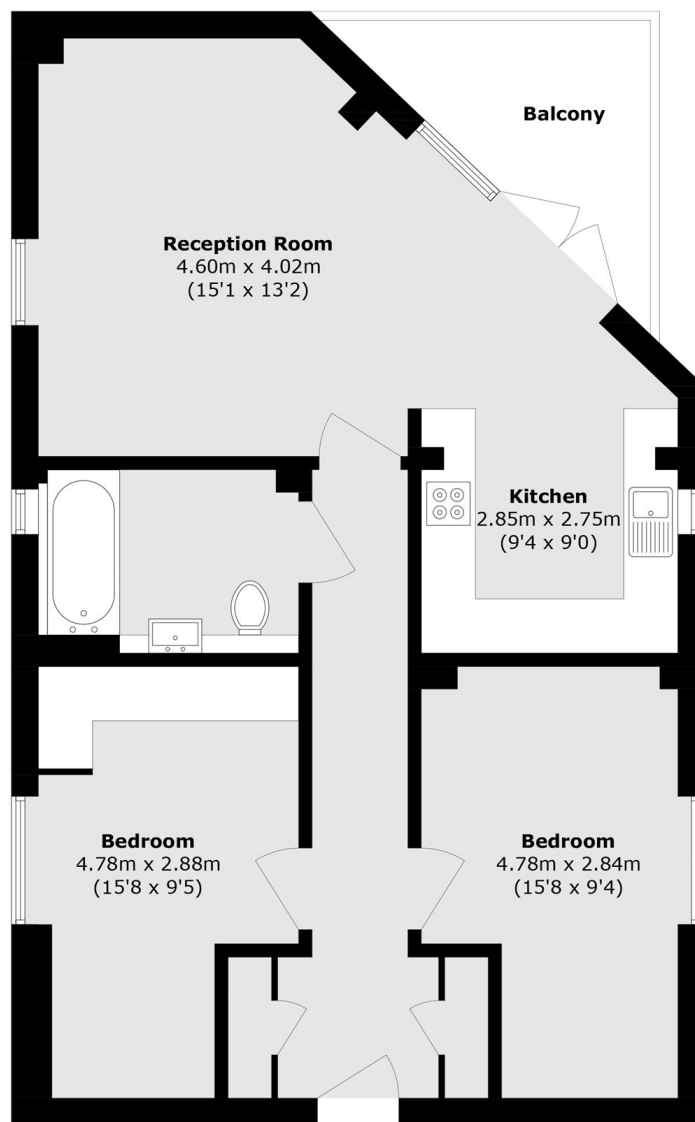 Balcony
Reception Room
4.60m x 4.02m
(15'1 x 13'2)
Kitchen
2.85m x 2.75m
(9'4 x 9'0)
Bedroom
4.78m x 2.88m
(15'8 x 9'5)
Bedroom
4.78m x 2.84m
(15'8 x 9'4)